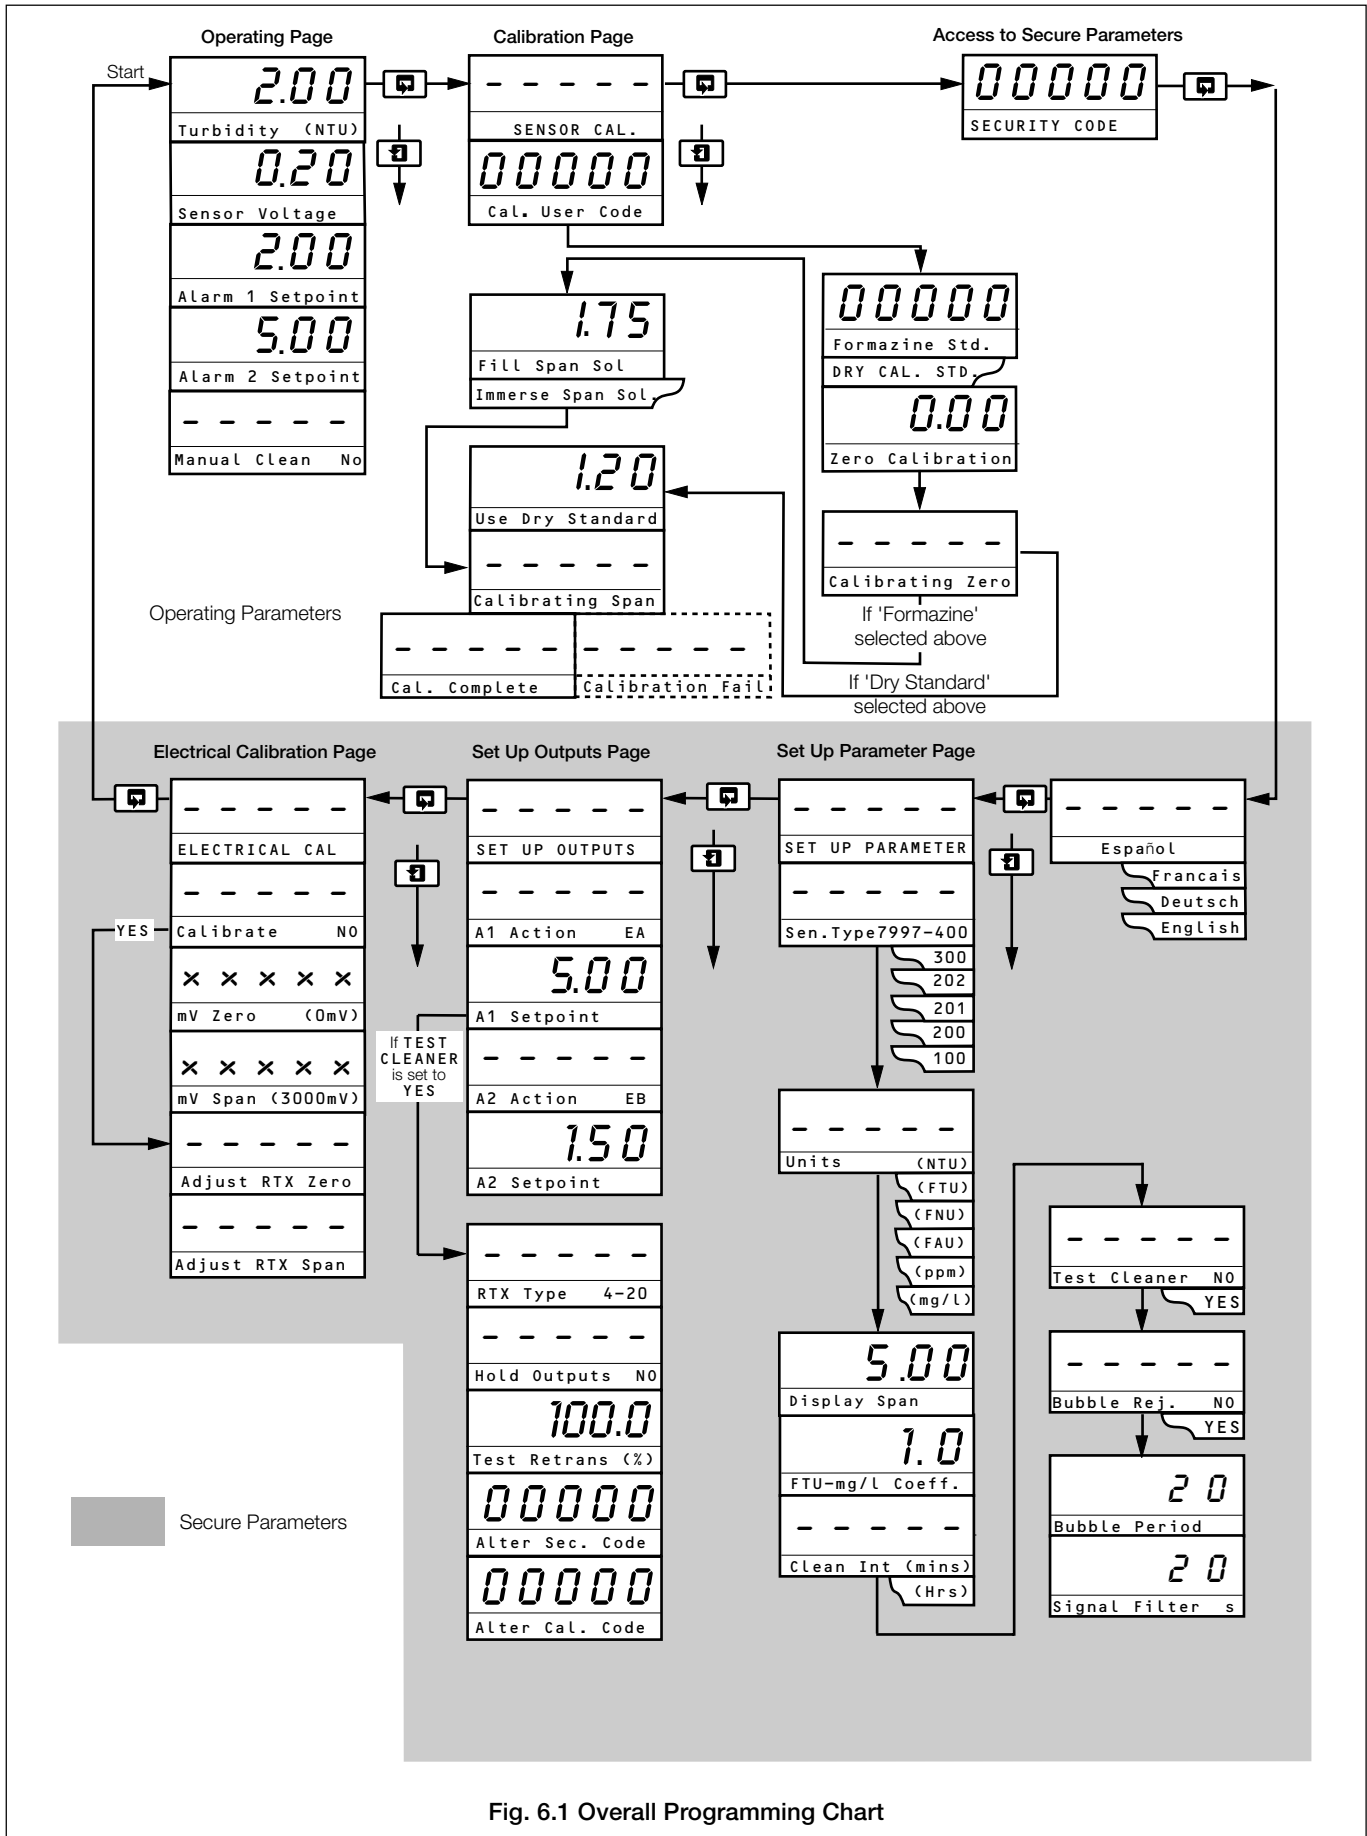 Operating Page
Start
2.00
Turbidity (NTU)
0.20
Sensor Voltage
2.00
Alarm 1 Setpoint
5.00
Alarm 2 Setpoint
- - - - -
Manual Clean No
Operating Parameters
Calibration Page
- - - - -
SENSOR CAL.
00000
Cal. User Code
1.75
Fill Span Sol
Immerse Span Sol.
1.20
Use Dry Standard
- - - - -
Calibrating Span
- - - - -
Cal. Complete
- - - - -
Calibration Fail
00000
Formazine Std.
DRY CAL. STD.
0.00
Zero Calibration
- - - - -
Calibrating Zero
If 'Formazine'
selected above
If 'Dry Standard'
selected above
Access to Secure Parameters
00000
SECURITY CODE
Electrical Calibration Page
- - - - -
ELECTRICAL CAL
- - - - -
YES
Calibrate NO
× × × × ×
mV Zero (0mV)
× × × × ×
mV Span (3000mV)
- - - - -
Adjust RTX Zero
- - - - -
Adjust RTX Span
Set Up Outputs Page
- - - - -
SET UP OUTPUTS
- - - - -
A1 Action EA
5.00
A1 Setpoint
If TEST
CLEANER
is set to
YES
- - - - -
A2 Action EB
1.50
A2 Setpoint
- - - - -
RTX Type 4-20
- - - - -
Hold Outputs NO
100.0
Test Retrans (%)
00000
Alter Sec. Code
00000
Alter Cal. Code
Set Up Parameter Page
- - - - -
SET UP PARAMETER
- - - - -
Sen.Type7997-400
300
202
201
200
100
- - - - -
Units (NTU)
(FTU)
(FNU)
(FAU)
(ppm)
(mg/l)
5.00
Display Span
1.0
FTU-mg/l Coeff.
- - - - -
Clean Int (mins)
(Hrs)
- - - - -
Español
Francais
Deutsch
English
- - - - -
Test Cleaner NO
YES
- - - - -
Bubble Rej. NO
YES
20
Bubble Period
20
Signal Filter s
Secure Parameters
Fig. 6.1 Overall Programming Chart